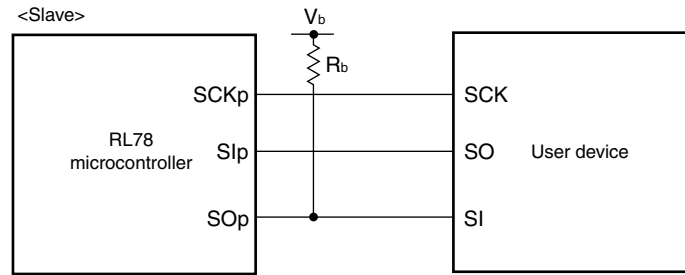 <Slave>
Vb
Rb
SCKp
SCK
RL78
microcontroller
SIp
SO
User device
SOp
SI